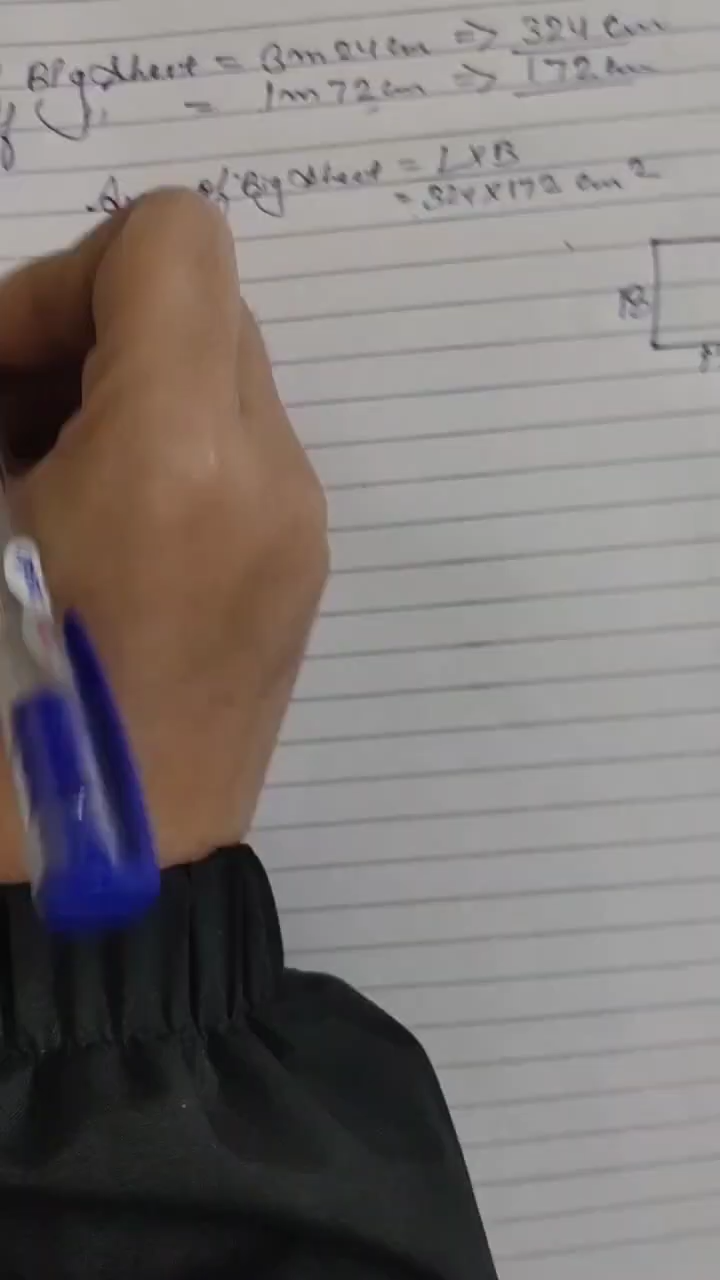 Big sheet = 3m 24 cm => 324 cm
= 1m 72 cm => 172 cm
of Big sheet = L x B
= 324 x 172 cm²
B